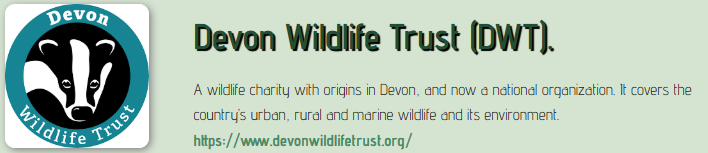 Devon
Wildlife Trust
Devon Wildlife Trust (DWT).
A wildlife charity with origins in Devon, and now a national organization. It covers the
country's urban, rural and marine wildlife and its environment.
https://www.devonwildlifetrust.org/